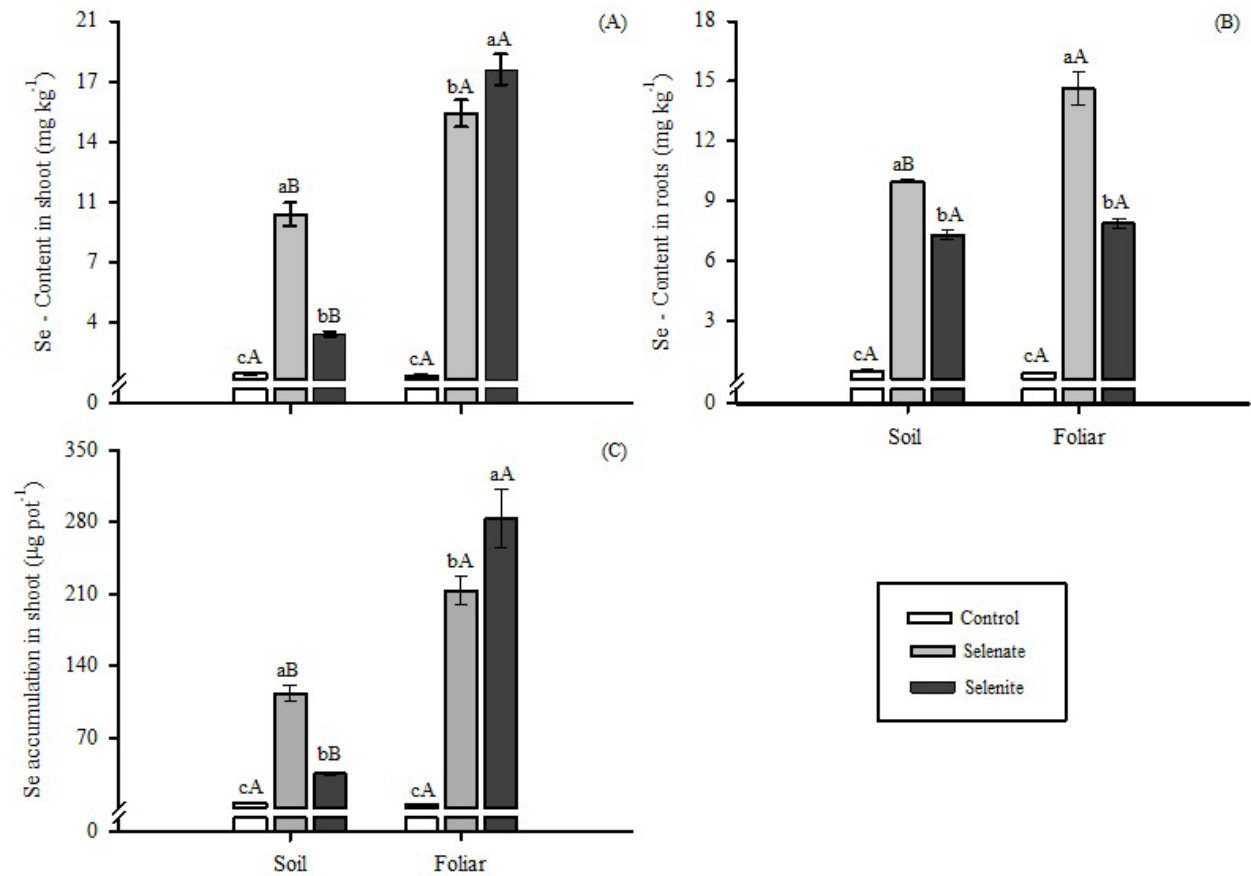 (A)
Se - Content in shoot (mg kg-1)
21
17
14
11
7
4
0
cA
aB
bB
cA
bA
aA
(B)
Se - Content in roots (mg kg-1)
18
15
12
9
6
3
0
cA
aB
bA
cA
aA
bA
Soil
Foliar
(C)
Se accumulation in shoot (µg pot-1)
350
280
210
140
70
0
cA
aB
bB
cA
bA
aA
Soil
Foliar
Control
Selenate
Selenite